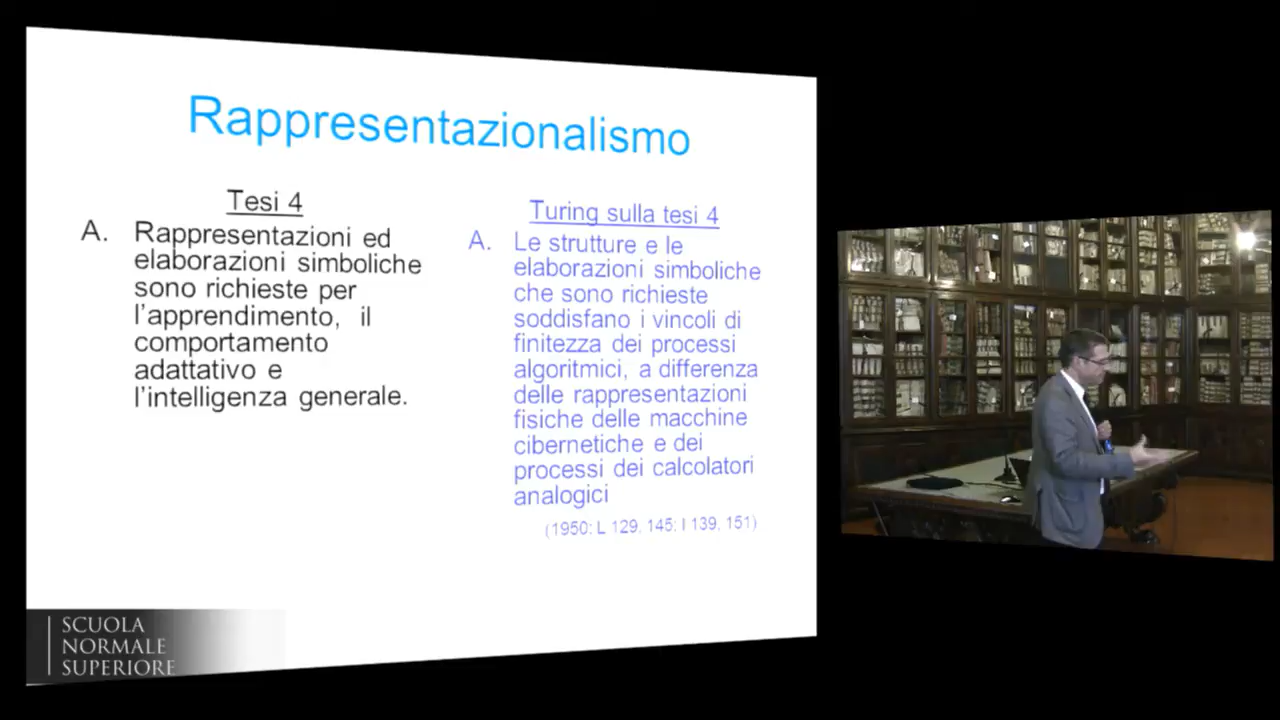 Rappresentazionalismo
Tesi 4
A. Rappresentazioni ed
elaborazioni simboliche
sono richieste per
l'apprendimento, il
comportamento
adattativo e
l'intelligenza generale.
Turing sulla tesi 4
A. Le strutture e le
elaborazioni simboliche
che sono richieste
soddisfano i vincoli di
finitezza dei processi
algoritmici, a differenza
delle rappresentazioni
fisiche delle macchine
cibernetiche e dei
processi dei calcolatori
analogici
(1950: L 129, 145: I 139, 151)
SCUOLA
NORMALE
SUPERIORE